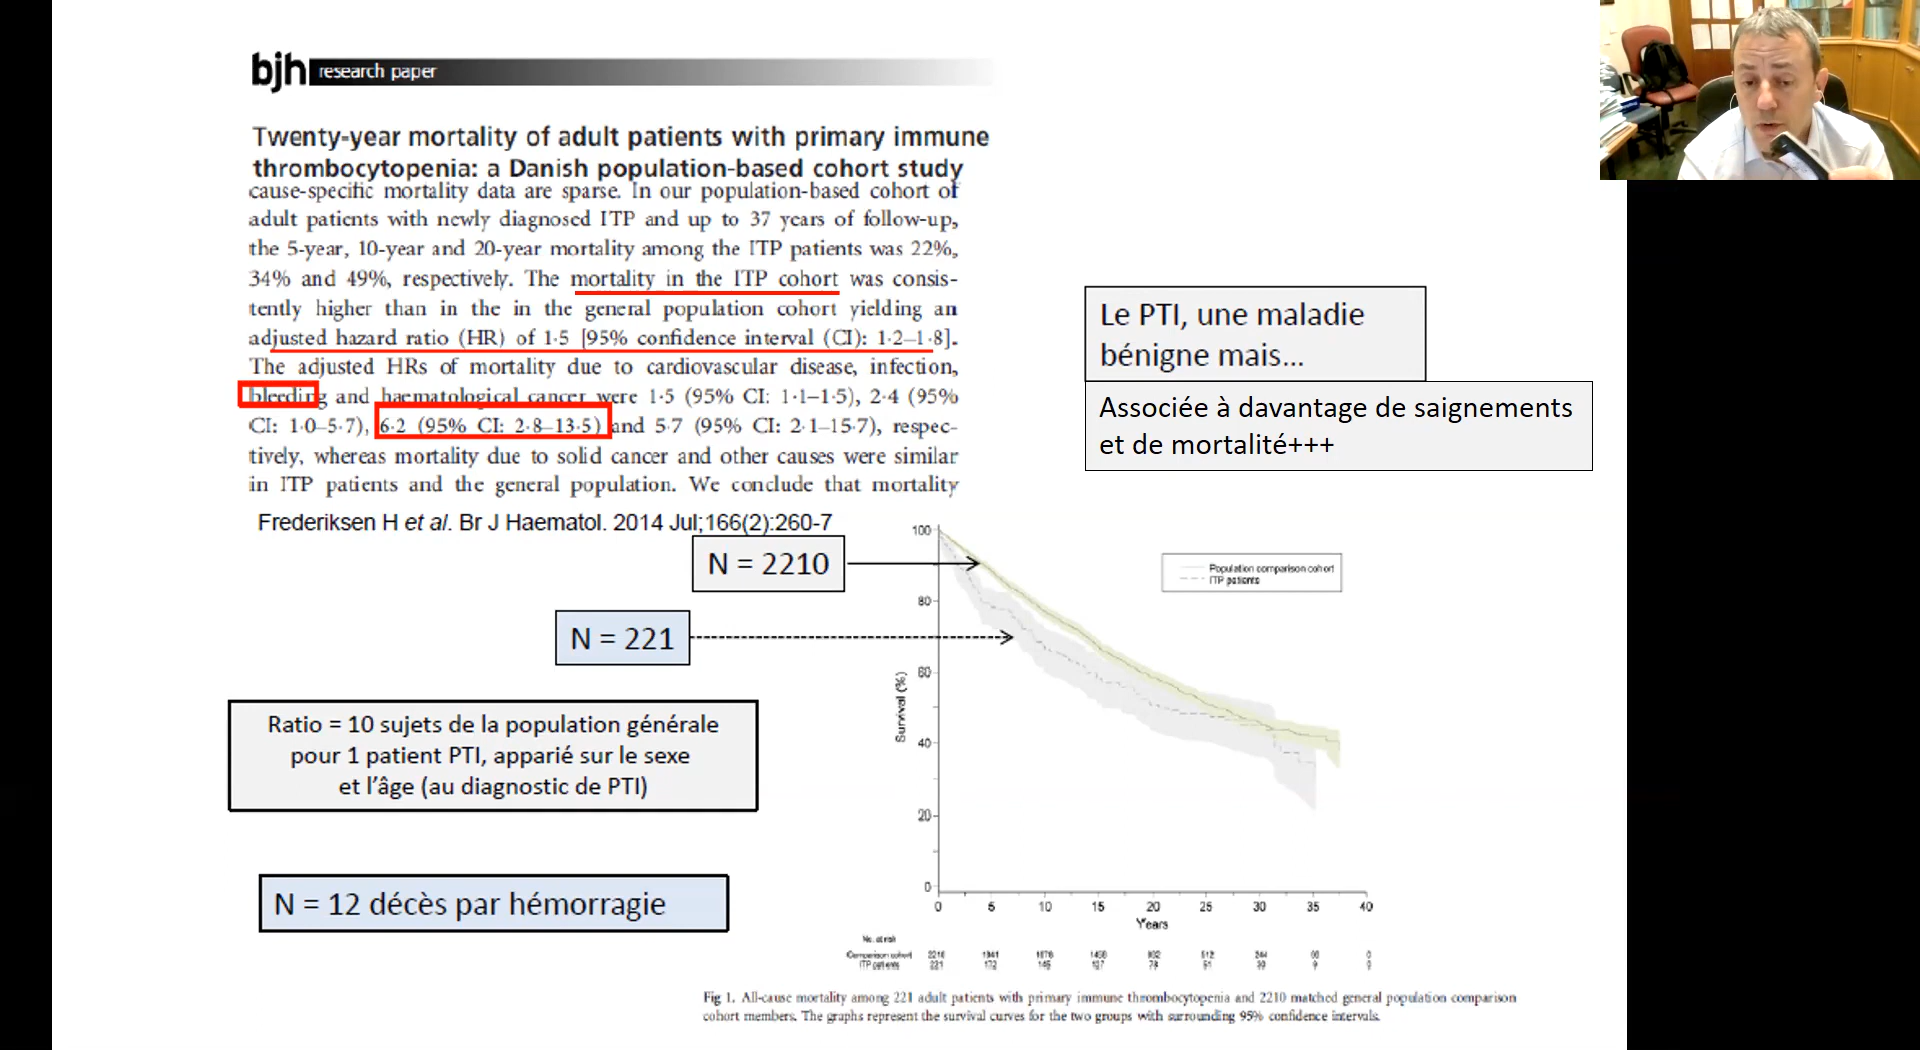 bjh research paper
Twenty-year mortality of adult patients with primary immune
thrombocytopenia: a Danish population-based cohort study
cause-specific mortality data are sparse. In our population-based cohort of
adult patients with newly diagnosed ITP and up to 37 years of follow-up,
the 5-year, 10-year and 20-year mortality among the ITP patients was 22%,
34% and 49%, respectively. The mortality in the ITP cohort was consis-
tently higher than in the in the general population cohort yielding an
adjusted hazard ratio (HR) of 1·5 [95% confidence interval (CI): 1·2–1·8].
The adjusted HRs of mortality due to cardiovascular disease, infection,
bleeding and haematological cancer were 1·5 (95% CI: 1·1–1·5), 2·4 (95%
CI: 1·0–5·7), 6·2 (95% CI: 2·8–13·5) and 5·7 (95% CI: 2·1–15·7), respec-
tively, whereas mortality due to solid cancer and other causes were similar
in ITP patients and the general population. We conclude that mortality
Frederiksen H et al. Br J Haematol. 2014 Jul;166(2):260-7
Le PTI, une maladie
bénigne mais...
Associée à davantage de saignements
et de mortalité+++
N = 2210
N = 221
Ratio = 10 sujets de la population générale
pour 1 patient PTI, apparié sur le sexe
et l'âge (au diagnostic de PTI)
N = 12 décès par hémorragie
Population comparison cohort
ITP patients
Survival (%)
100
80
60
40
20
0
0 5 10 15 20 25 30 35 40
Years
No. at risk
Comparison cohort 2210
ITP patients 221 172
Fig 1. All-cause mortality among 221 adult patients with primary immune thrombocytopenia and 2210 matched general population comparison
cohort members. The graphs represent the survival curves for the two groups with surrounding 95% confidence intervals.